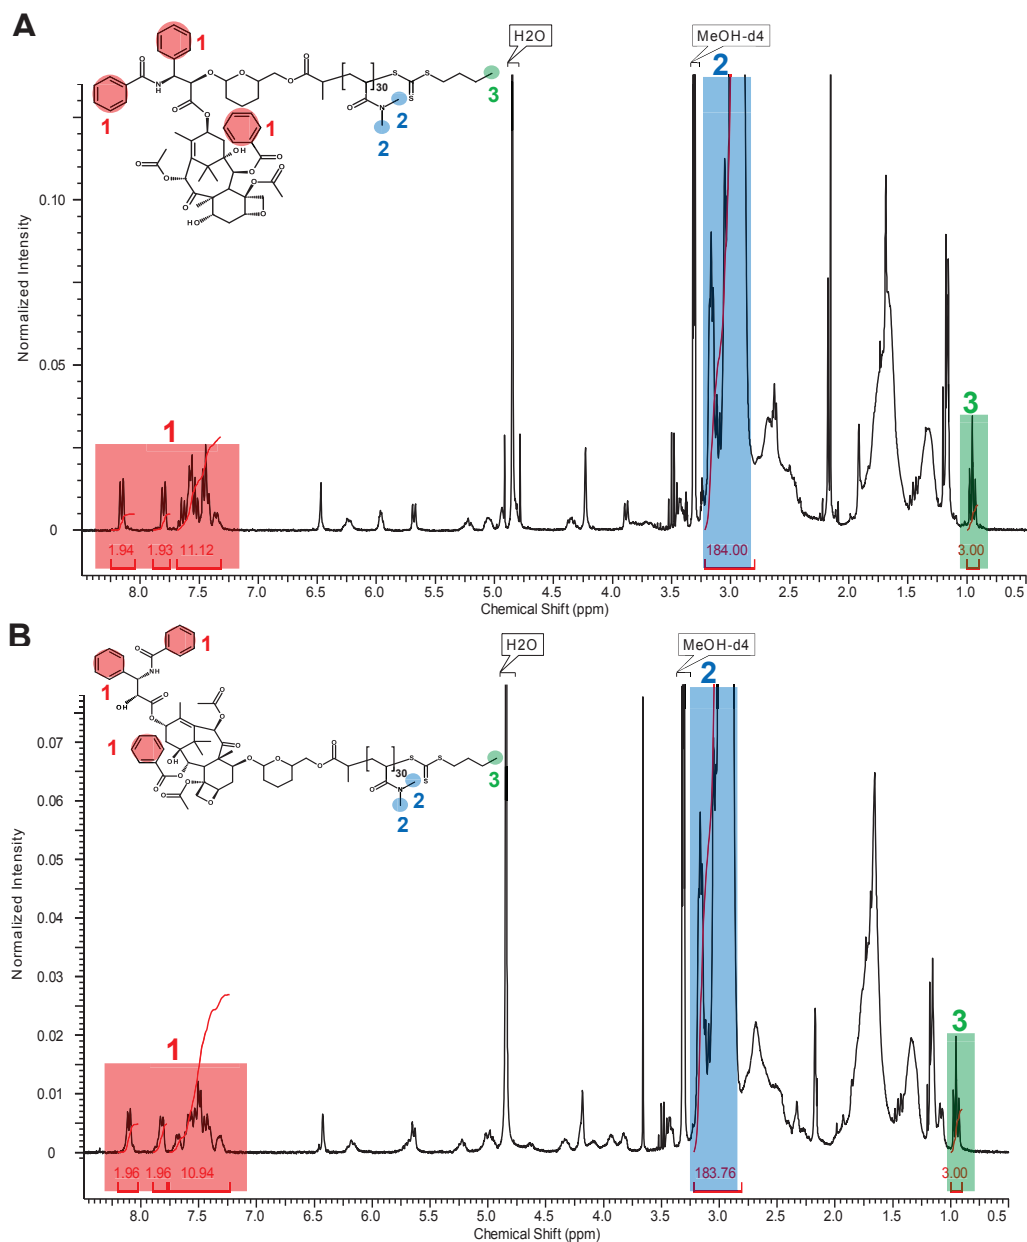 A
H2O
MeOH-d4
1
2
O
O
O
O
S
S
1
NH
O
30
S
3
O
O
N
2
1
O
1
2
O
OH
O
O
O
O
O
O
O
HO
O
Normalized Intensity
0.10
0.05
0
1
3
1.94 1.93 11.12
184.00
3.00
8.0 7.5 7.0 6.5 6.0 5.5 5.0 4.5 4.0 3.5 3.0 2.5 2.0 1.5 1.0 0.5
Chemical Shift (ppm)
B
H2O
MeOH-d4
1
2
O
NH
1
O
OH
O
O
O
O
O
O
O
O
S
S
1
OH
30
S
3
O
O
O
N
2
O
O
O
2
Normalized Intensity
0.07
0.06
0.05
0.04
0.03
0.02
0.01
0
1
3
1.96 1.96 10.94
183.76
3.00
8.0 7.5 7.0 6.5 6.0 5.5 5.0 4.5 4.0 3.5 3.0 2.5 2.0 1.5 1.0 0.5
Chemical Shift (ppm)